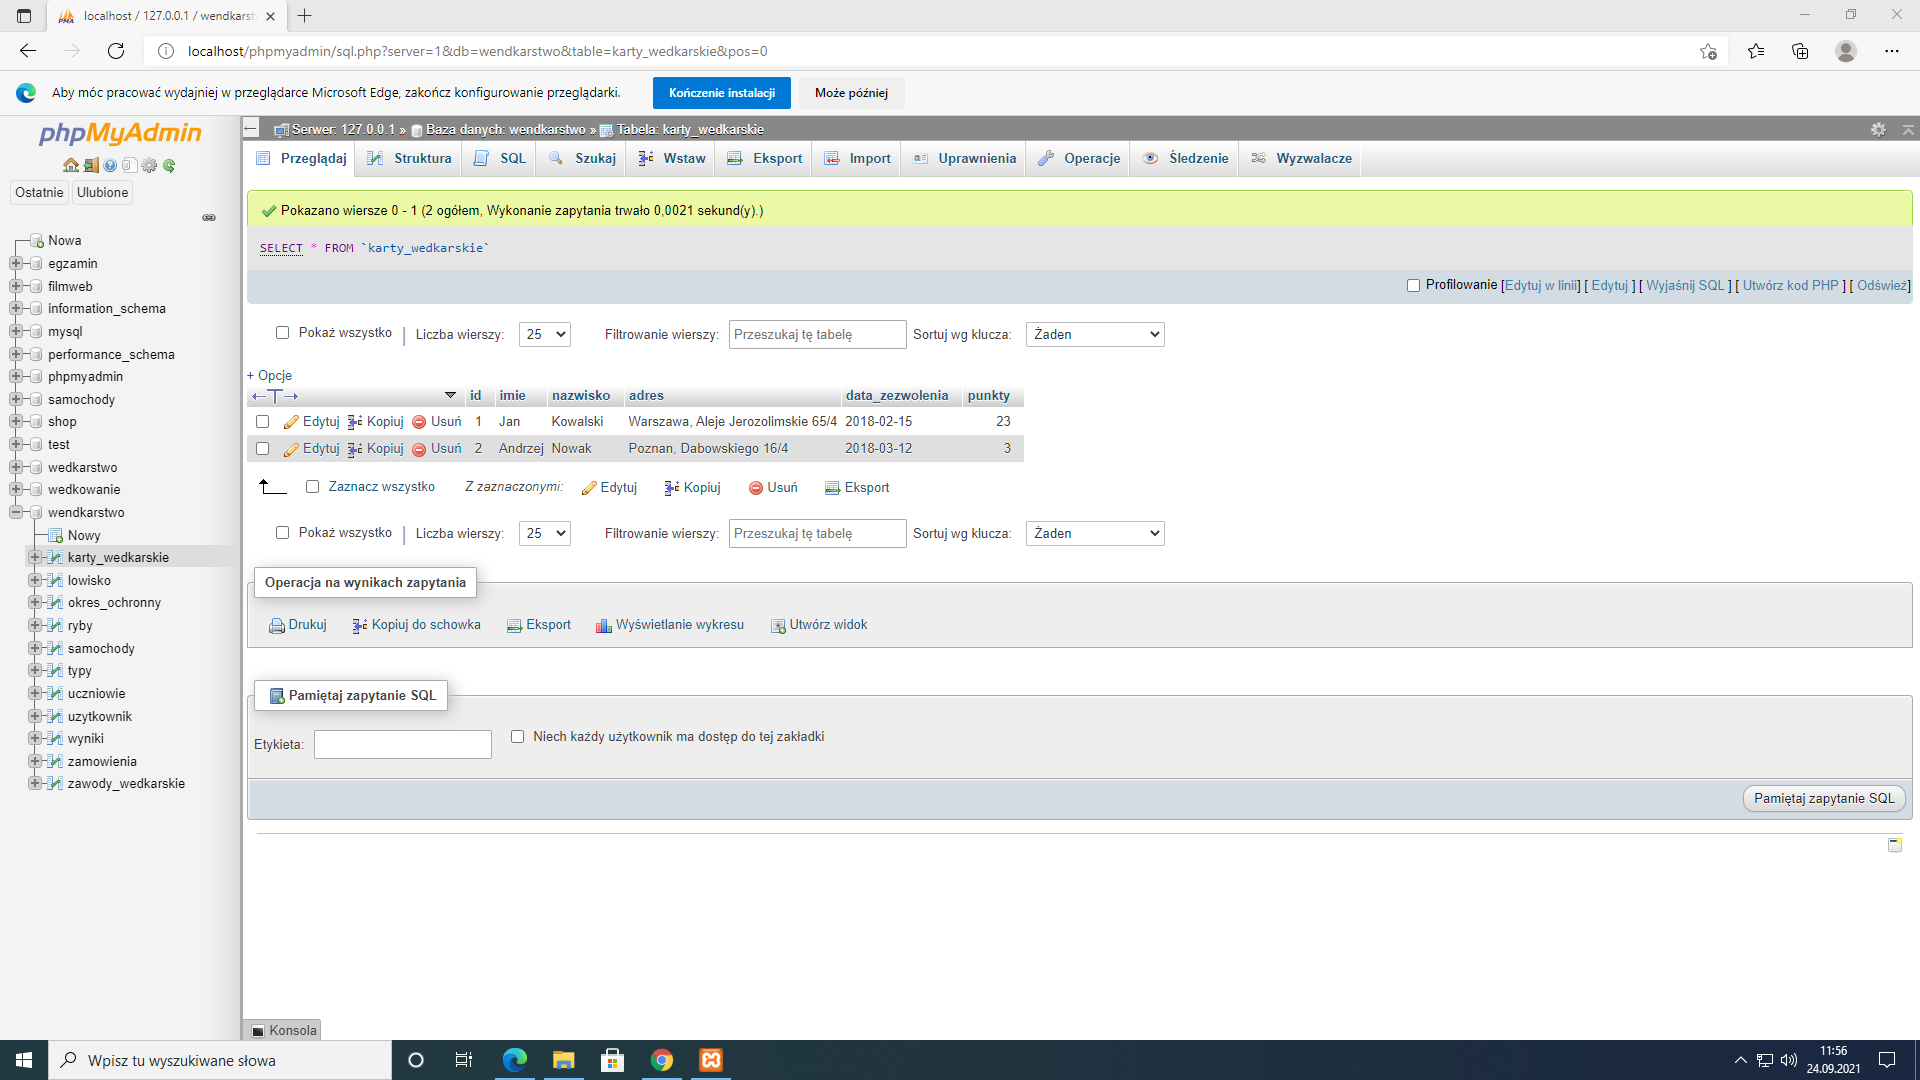 localhost / 127.0.0.1 / wendkarst
localhost/phpmyadmin/sql.php?server=1&db=wendkarstwo&table=karty_wedkarskie&pos=0
Aby móc pracować wydajniej w przeglądarce Microsoft Edge, zakończ konfigurowanie przeglądarki. Kończenie instalacji Może później
phpMyAdmin
Ostatnie Ulubione
Nowa
egzamin
filmweb
information_schema
mysql
performance_schema
phpmyadmin
samochody
shop
test
wedkarstwo
wedkowanie
wendkarstwo
Nowy
karty_wedkarskie
lowisko
okres_ochronny
ryby
samochody
typy
uczniowie
uzytkownik
wyniki
zamowienia
zawody_wedkarskie
Serwer: 127.0.0.1 » Baza danych: wendkarstwo » Tabela: karty_wedkarskie
Przeglądaj Struktura SQL Szukaj Wstaw Eksport Import Uprawnienia Operacje Śledzenie Wyzwalacze
Pokazano wiersze 0 - 1 (2 ogółem, Wykonanie zapytania trwało 0,0021 sekund(y).)
SELECT * FROM `karty_wedkarskie`
Profilowanie [Edytuj w linii] [ Edytuj ] [ Wyjaśnij SQL ] [ Utwórz kod PHP ] [ Odśwież]
Pokaż wszystko | Liczba wierszy: 25 Filtrowanie wierszy: Przeszukaj tę tabelę Sortuj wg klucza: Żaden
+ Opcje
←T→ id imie nazwisko adres data_zezwolenia punkty
Edytuj Kopiuj Usuń 1 Jan Kowalski Warszawa, Aleje Jerozolimskie 65/4 2018-02-15 23
Edytuj Kopiuj Usuń 2 Andrzej Nowak Poznan, Dabowskiego 16/4 2018-03-12 3
Zaznacz wszystko Z zaznaczonymi: Edytuj Kopiuj Usuń Eksport
Pokaż wszystko | Liczba wierszy: 25 Filtrowanie wierszy: Przeszukaj tę tabelę Sortuj wg klucza: Żaden
Operacja na wynikach zapytania
Drukuj Kopiuj do schowka Eksport Wyświetlanie wykresu Utwórz widok
Pamiętaj zapytanie SQL
Etykieta: Niech każdy użytkownik ma dostęp do tej zakładki
Pamiętaj zapytanie SQL
Konsola
Wpisz tu wyszukiwane słowa
11:56
24.09.2021